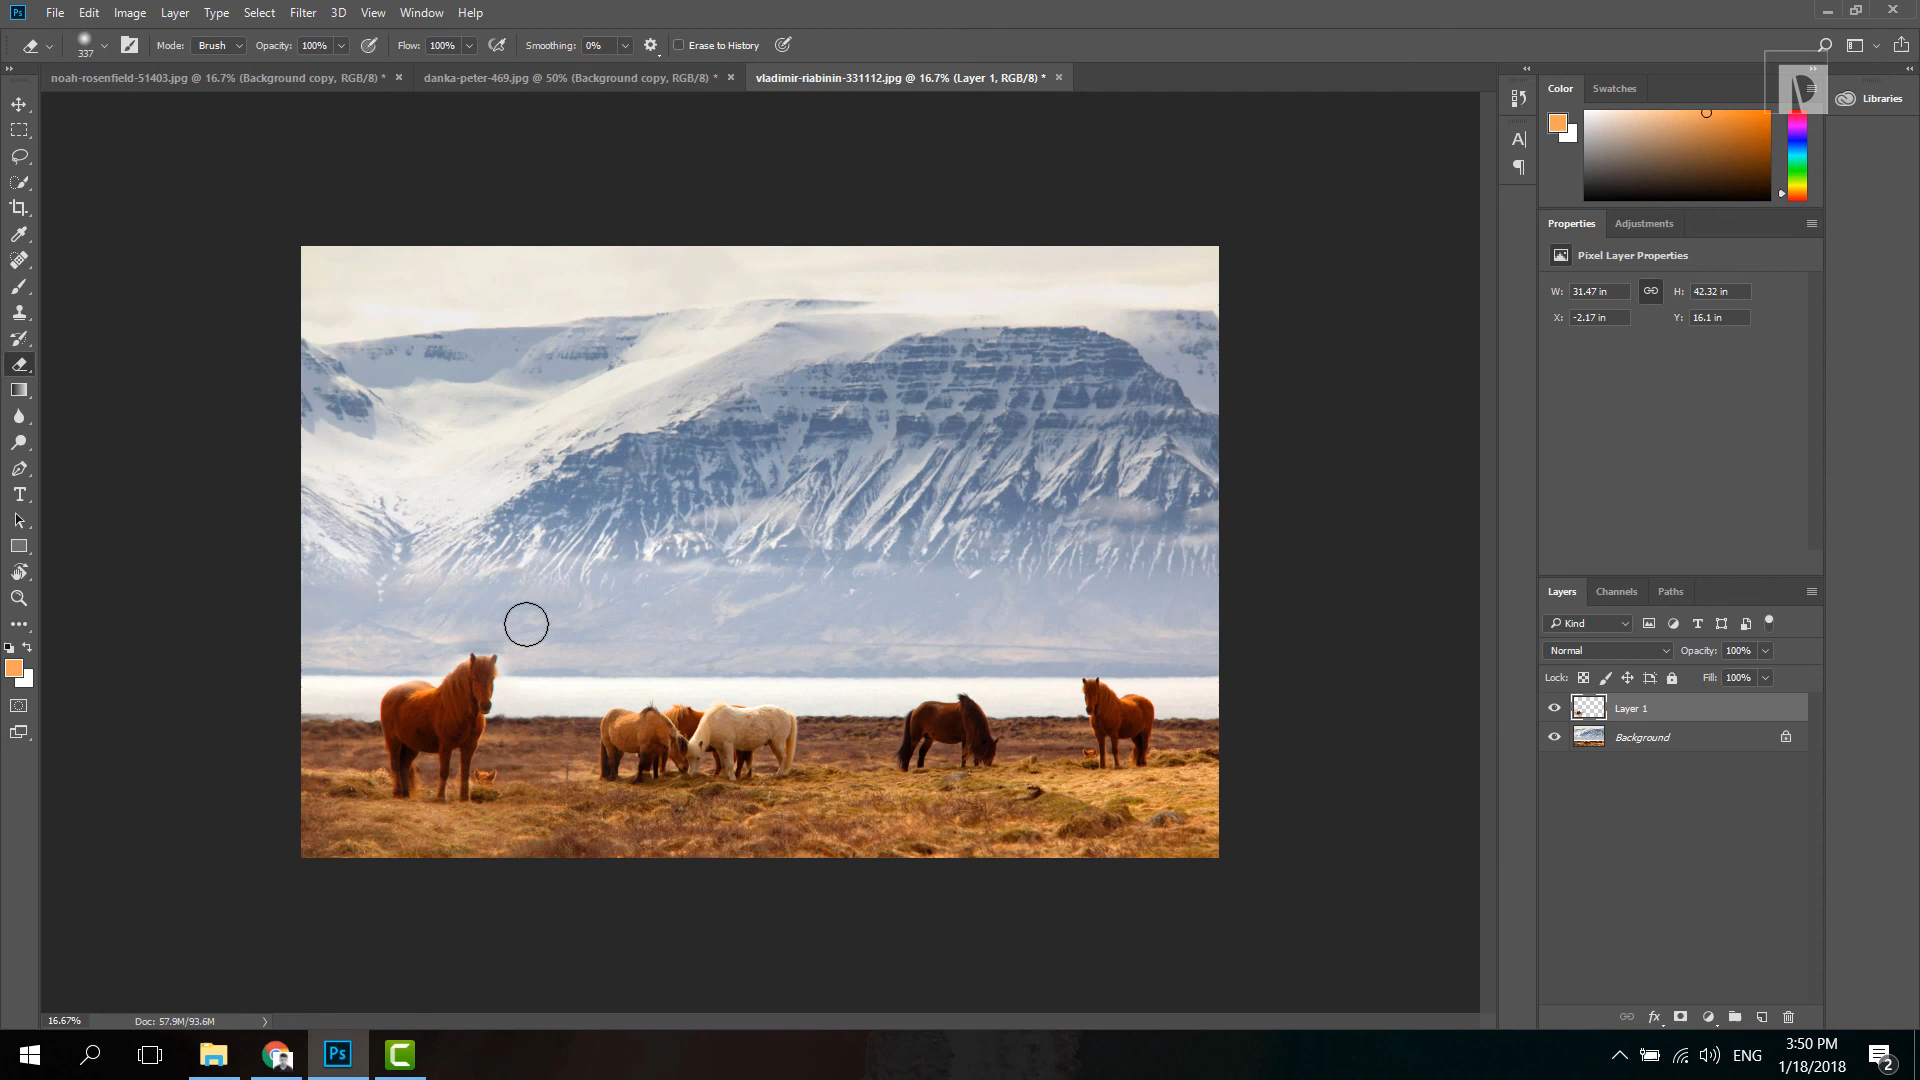 Ps File Edit Image Layer Type Select Filter 3D View Window Help
337 Mode: Brush Opacity: 100% Flow: 100% Smoothing: 0% Erase to History
noah-rosenfield-51403.jpg @ 16.7% (Background copy, RGB/8) * × danka-peter-469.jpg @ 50% (Background copy, RGB/8) * × vladimir-riabinin-331112.jpg @ 16.7% (Layer 1, RGB/8) * ×
Color Swatches
Libraries
Properties Adjustments
Pixel Layer Properties
W: 31.47 in H: 42.32 in
X: -2.17 in Y: 16.1 in
Layers Channels Paths
Kind
Normal Opacity: 100%
Lock: Fill: 100%
Layer 1
Background
fx
16.67% Doc: 57.9M/93.6M
Ps
ENG
3:50 PM
1/18/2018
2